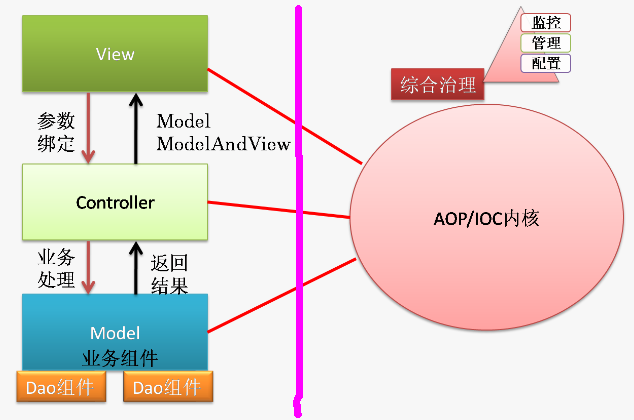 View
参数
绑定
Model
ModelAndView
Controller
业务
处理
返回
结果
Model
业务组件
Dao组件
Dao组件
监控
管理
配置
综合治理
AOP/IOC内核